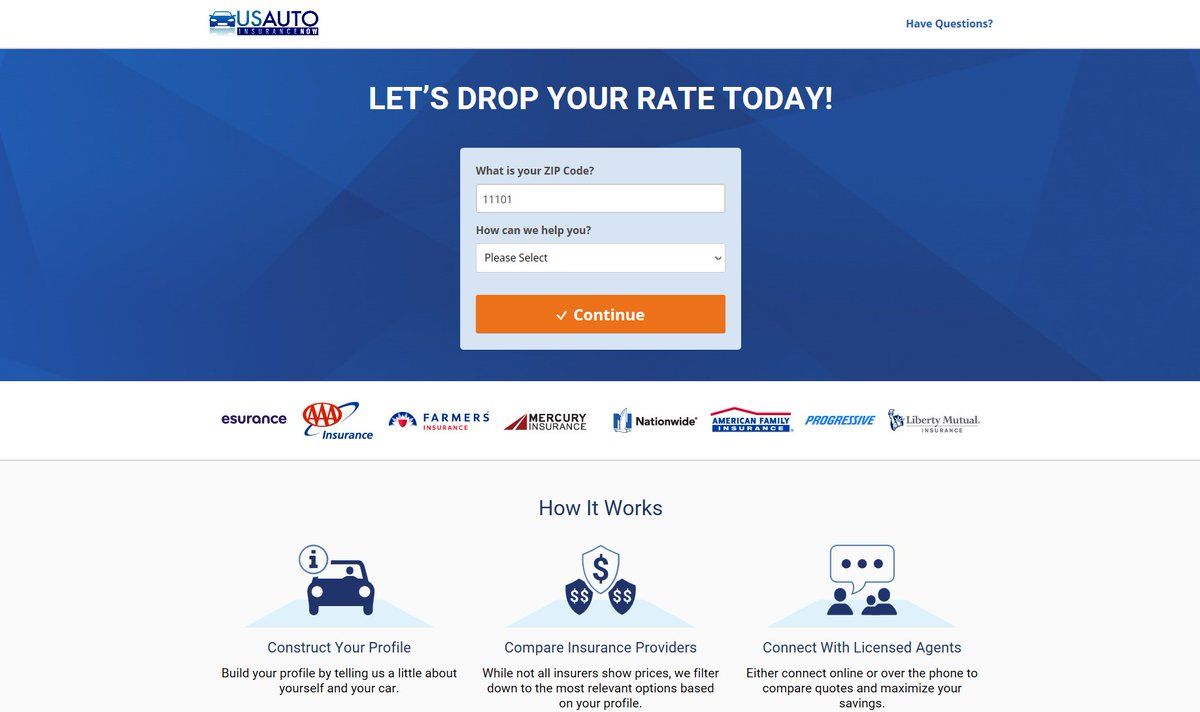 USAUTO
INSURANCENOW
Have Questions?
LET’S DROP YOUR RATE TODAY!
What is your ZIP Code?
11101
How can we help you?
Please Select
Continue
esurance
AAA
Insurance
FARMERS
INSURANCE
MERCURY
INSURANCE
Nationwide
AMERICAN FAMILY
INSURANCE
PROGRESSIVE
Liberty Mutual.
INSURANCE
How It Works
i
$
$$ $$
Construct Your Profile
Compare Insurance Providers
Connect With Licensed Agents
Build your profile by telling us a little about
yourself and your car.
While not all insurers show prices, we filter
down to the most relevant options based
on your profile.
Either connect online or over the phone to
compare quotes and maximize your
savings.